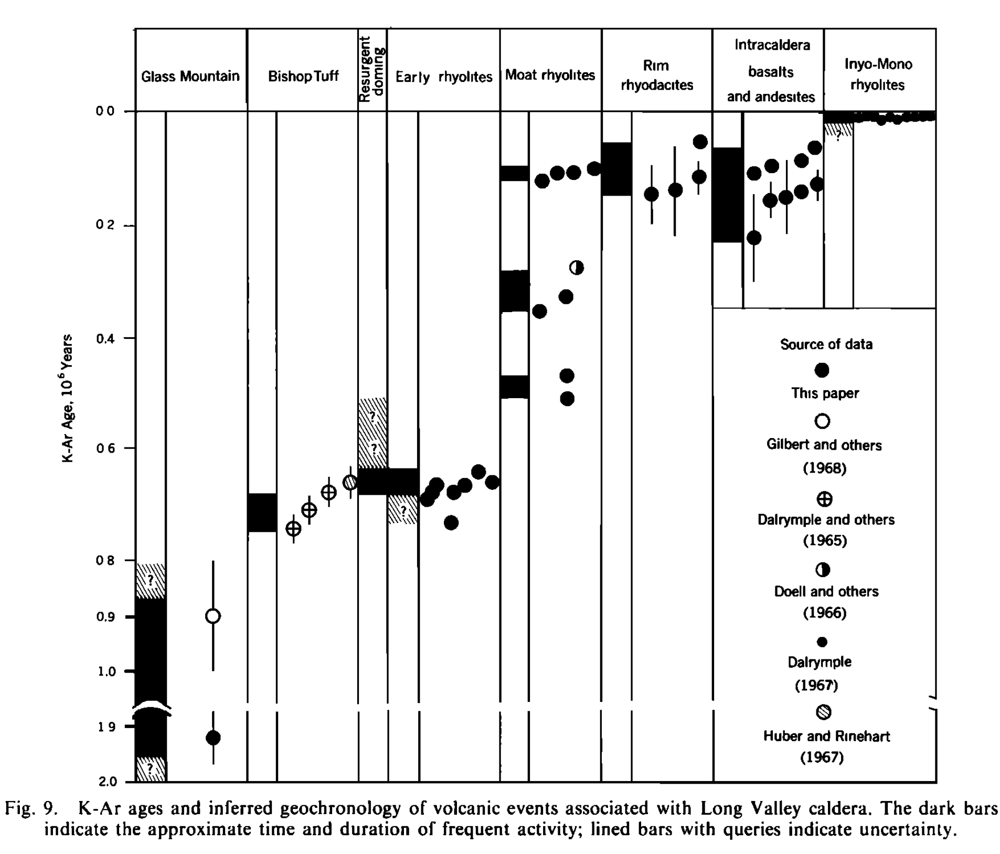 Glass Mountain
Bishop Tuff
Resurgent
doming
Early rhyolites
Moat rhyolites
Rim
rhyodacites
Intracaldera
basalts
and andesites
Inyo-Mono
rhyolites
K-Ar Age, 10⁶ Years
0 0
0 2
0.4
0 6
0 8
0.9
1.0
1 9
2.0
?
?
?
?
?
?
Source of data
This paper
Gilbert and others
(1968)
Dalrymple and others
(1965)
Doell and others
(1966)
Dalrymple
(1967)
Huber and Rinehart
(1967)
Fig. 9. K-Ar ages and inferred geochronology of volcanic events associated with Long Valley caldera. The dark bars
indicate the approximate time and duration of frequent activity; lined bars with queries indicate uncertainty.